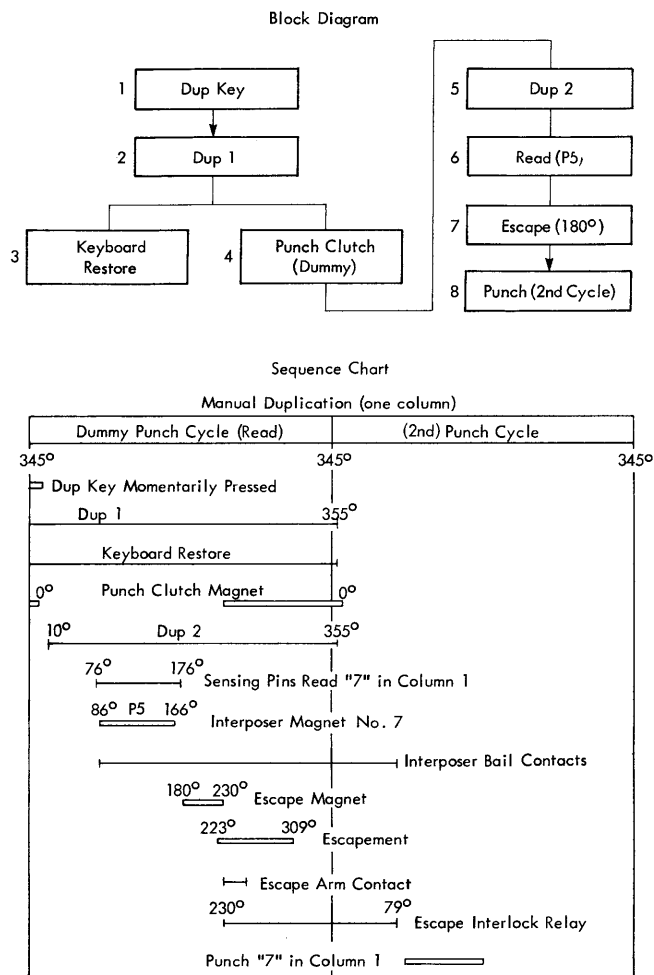 Block Diagram
1 Dup Key
2 Dup 1
3 Keyboard
Restore
4 Punch Clutch
(Dummy)
5 Dup 2
6 Read (P5,
7 Escape (180°)
8 Punch (2nd Cycle)
Sequence Chart
Manual Duplication (one column)
Dummy Punch Cycle (Read) (2nd) Punch Cycle
345° 345° 345°
Dup Key Momentarily Pressed
Dup 1 355°
Keyboard Restore
0° Punch Clutch Magnet 0°
10° Dup 2 355°
76° 176° Sensing Pins Read "7" in Column 1
86° P5 166° Interposer Magnet No. 7
Interposer Bail Contacts
180° 230° Escape Magnet
223° 309° Escapement
Escape Arm Contact
230° 79° Escape Interlock Relay
Punch "7" in Column 1